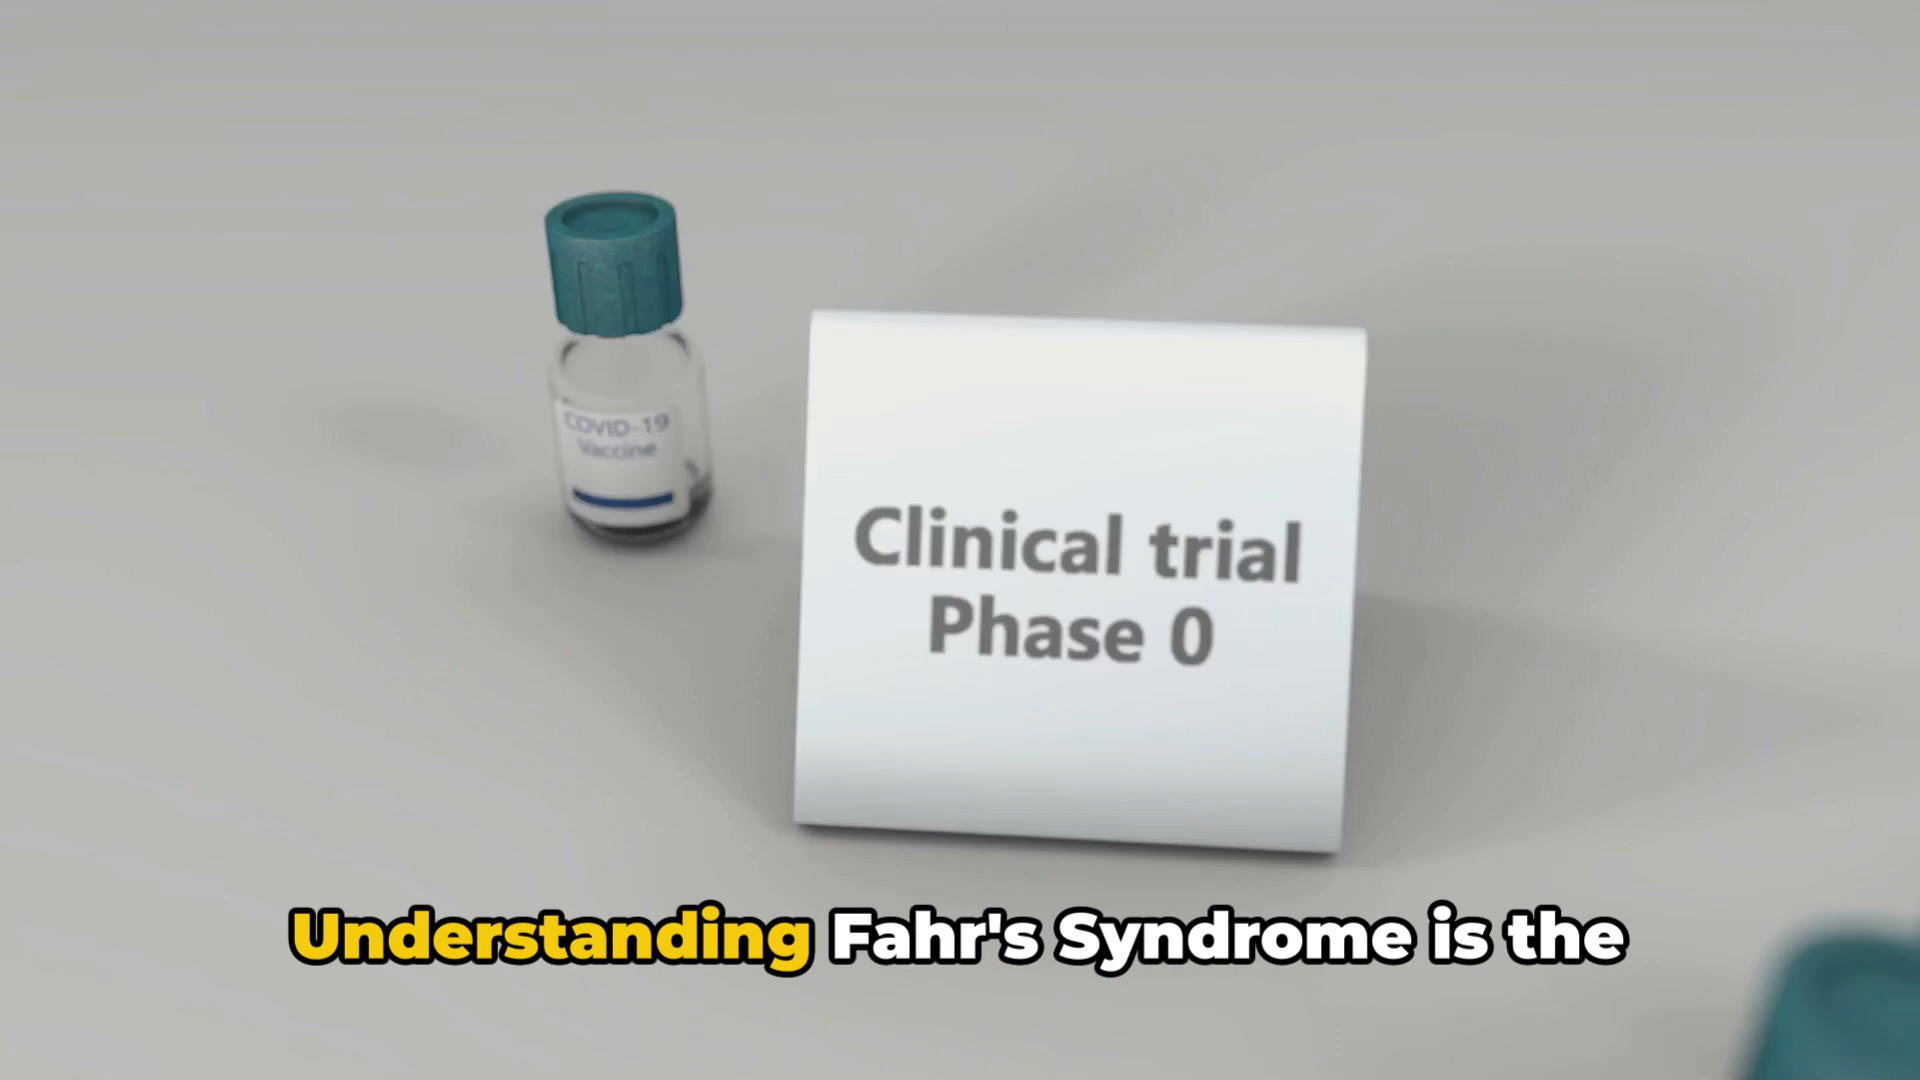 COVID-19
Vaccine
Clinical trial
Phase 0
Understanding Fahr's Syndrome is the